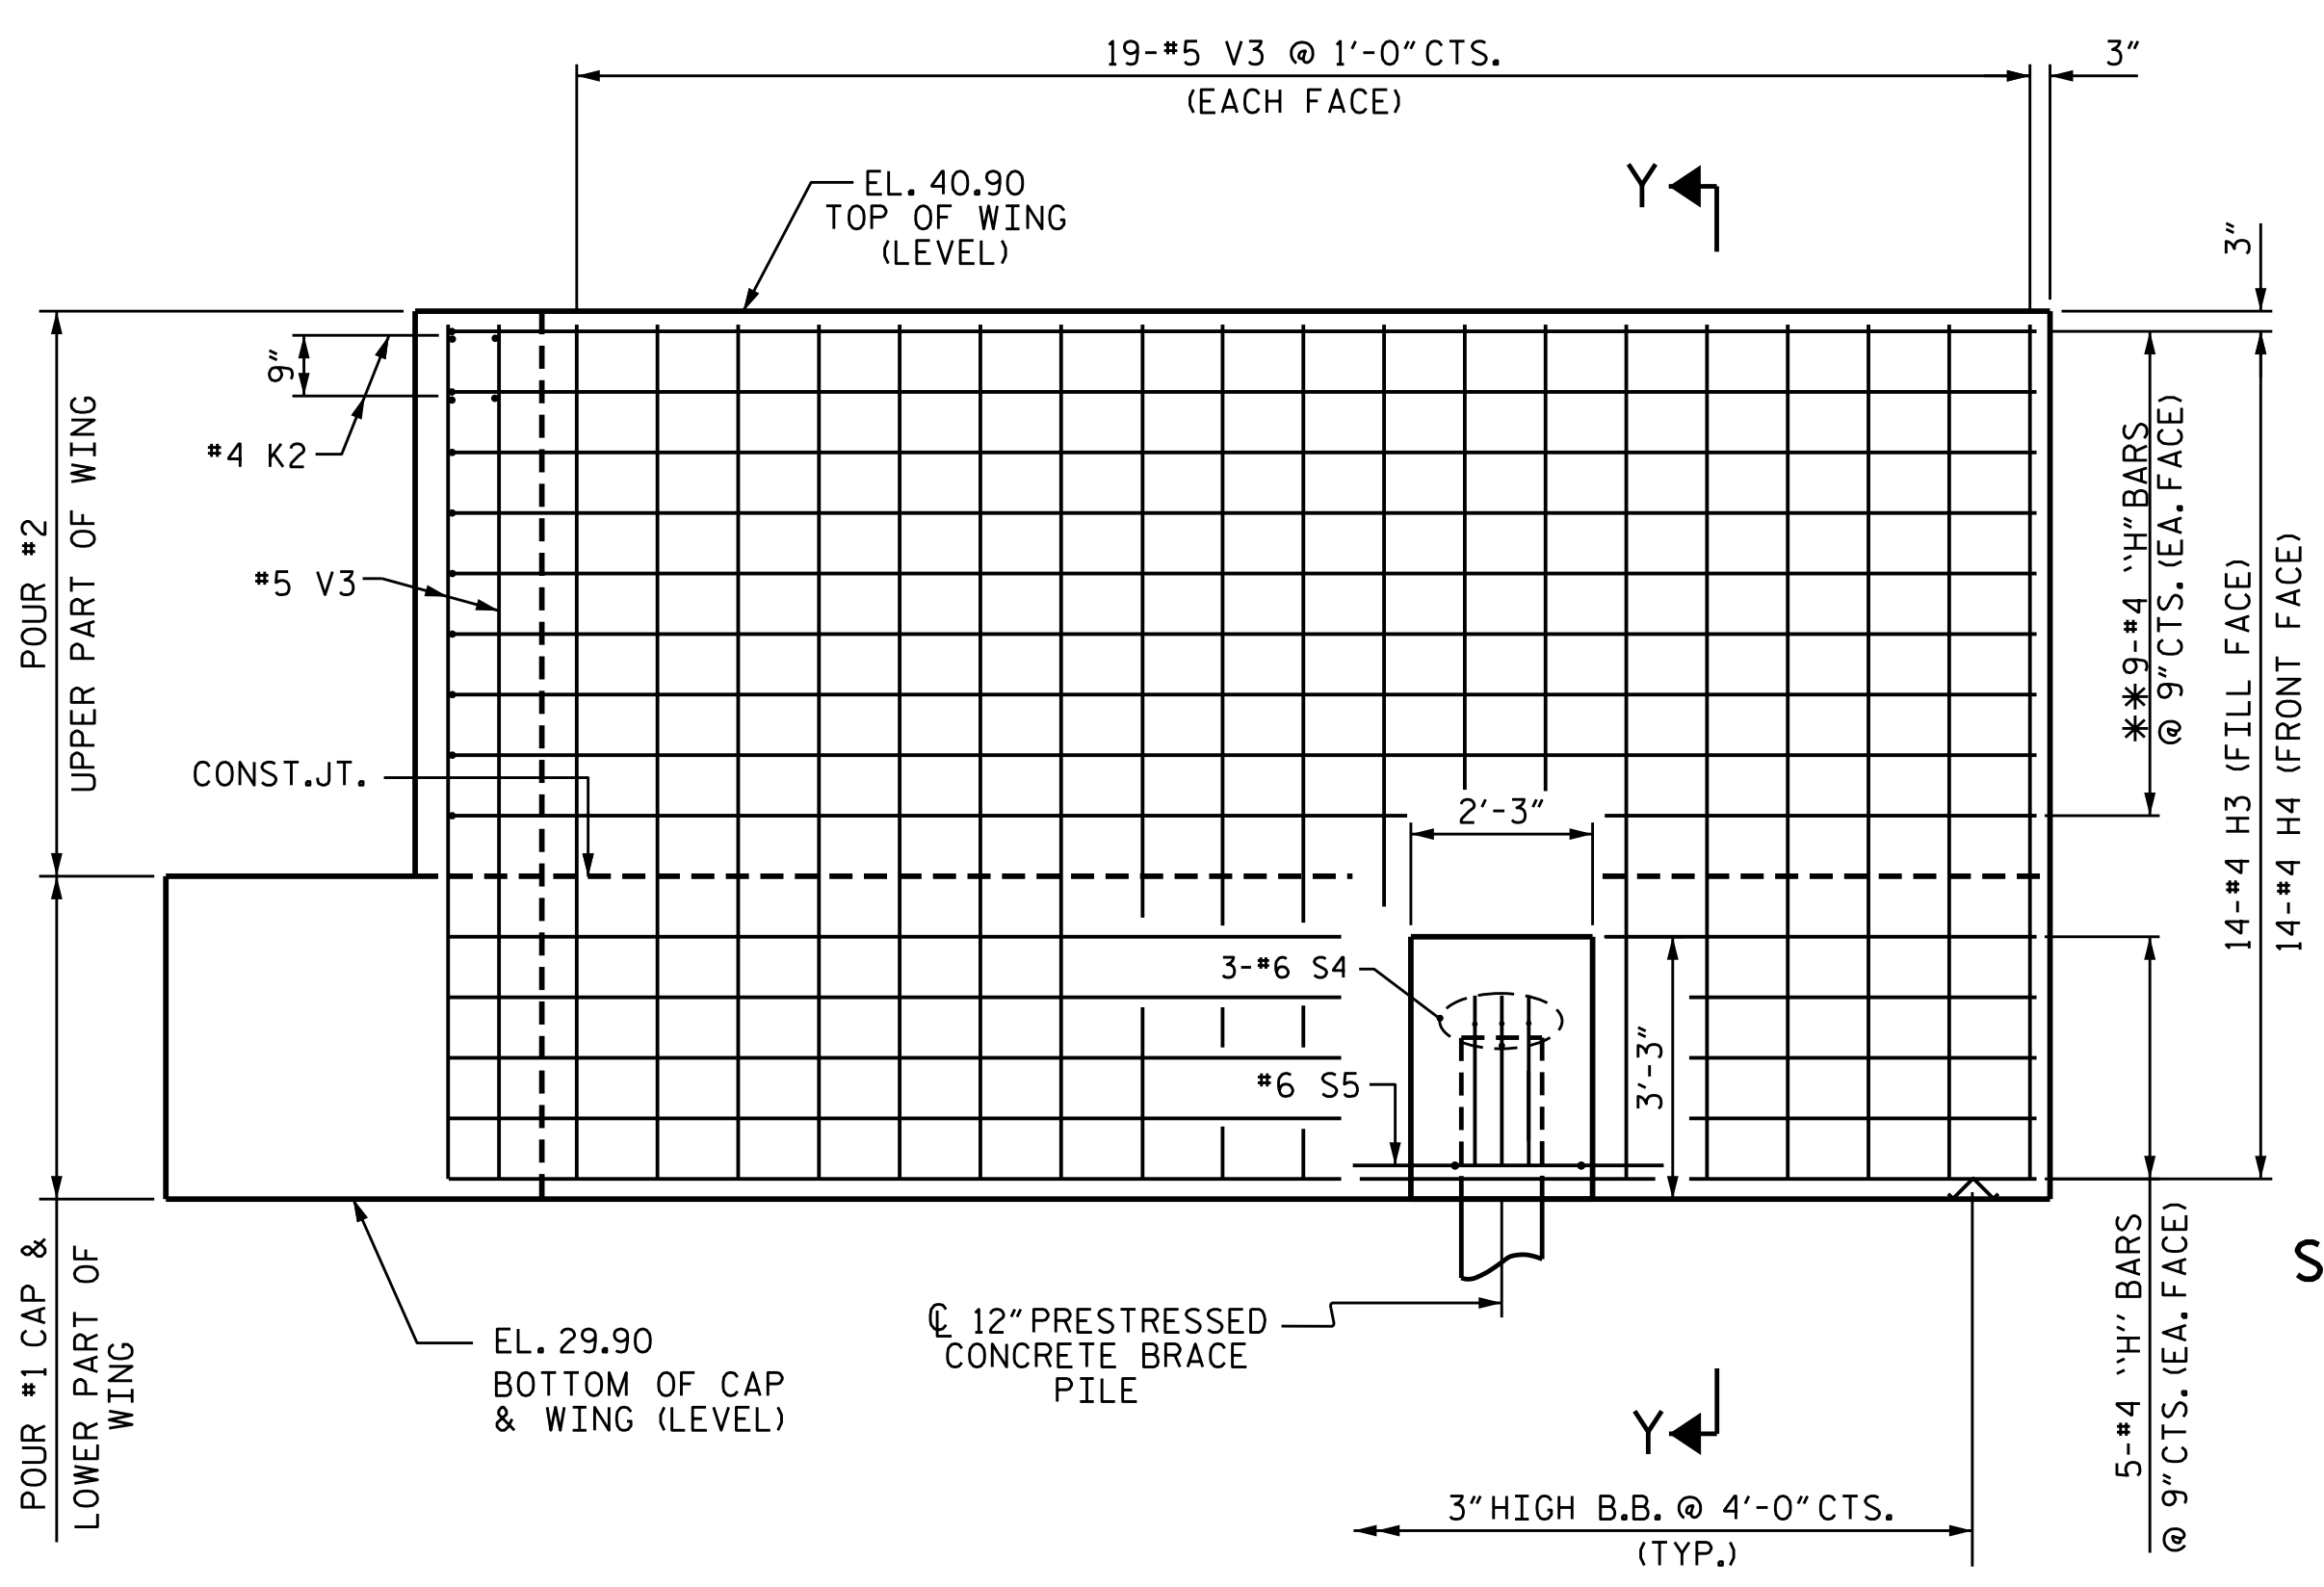 19-#5 V3 @ 1'-0" CTS.
(EACH FACE)
3"
EL. 40.90
TOP OF WING
(LEVEL)
Y
3"
9"
#4 K2
#5 V3
CONST. JT.
POUR #2
UPPER PART OF WING
**9-#4 "H" BARS
@ 9" CTS. (EA. FACE)
14-#4 H3 (FILL FACE)
14-#4 H4 (FRONT FACE)
2'-3"
3-#6 S4
#6 S5
3'-3"
POUR #1 CAP &
LOWER PART OF
WING
EL. 29.90
BOTTOM OF CAP
& WING (LEVEL)
℄ 12" PRESTRESSED
CONCRETE BRACE
PILE
Y
3" HIGH B.B. @ 4'-0" CTS.
(TYP.)
5-#4 "H" BARS
@ 9" CTS. (EA. FACE)
S